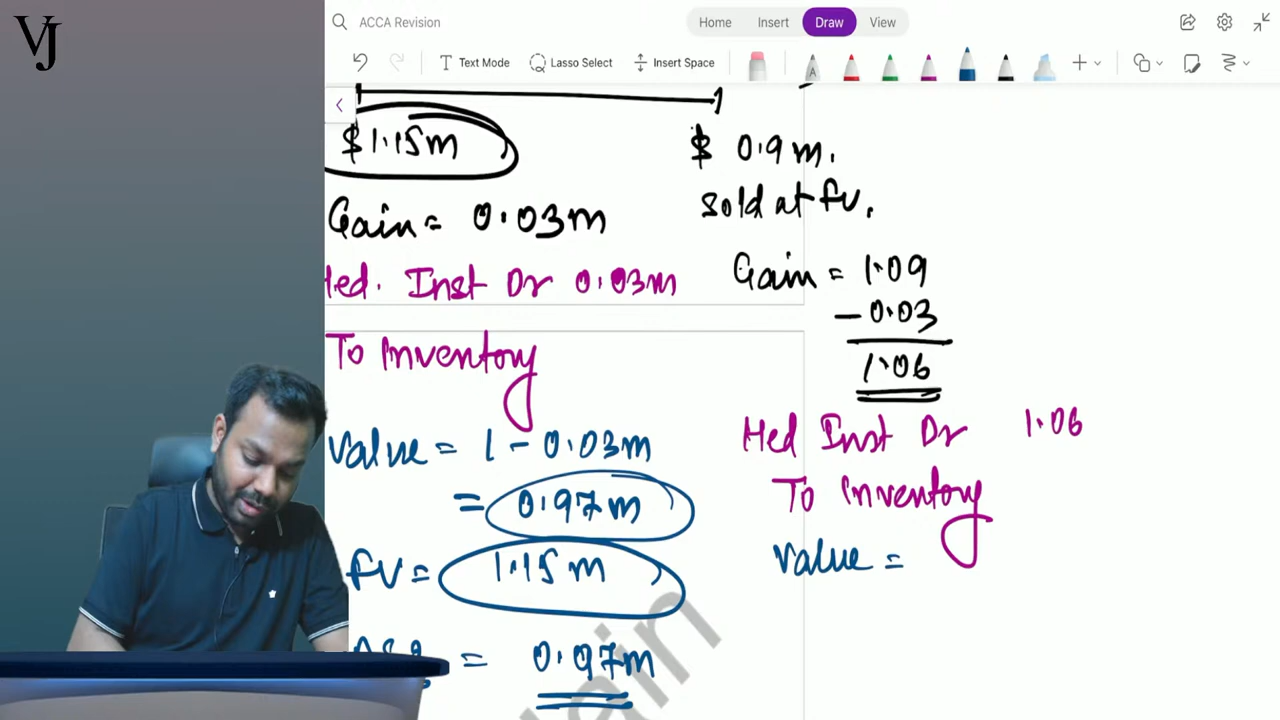 VJ
ACCA Revision
Home Insert Draw View
Text Mode Lasso Select Insert Space
$1.15m
Gain = 0.03m
Hed. Inst Dr 0.03m
To Inventory
Value = 1 - 0.03m
= 0.97m
fv = 1.15m
= 0.97m
$ 0.9m.
Sold at fv.
Gain = 1.09
- 0.03
1.06
Hed Inst Dr 1.06
To Inventory
Value =